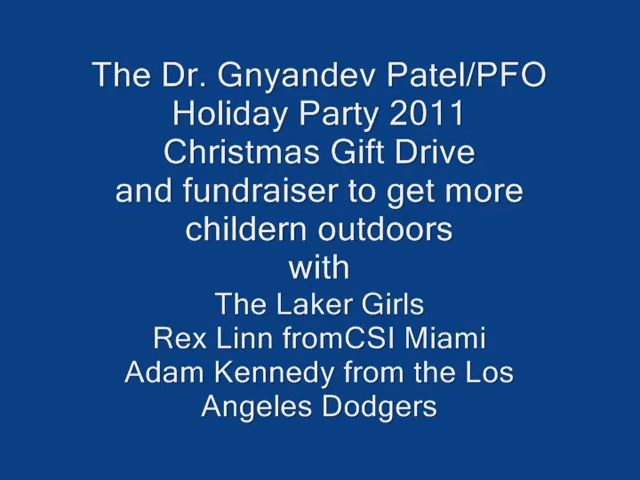 The Dr. Gnyandev Patel/PFO
Holiday Party 2011
Christmas Gift Drive
and fundraiser to get more
childern outdoors
with
The Laker Girls
Rex Linn fromCSI Miami
Adam Kennedy from the Los
Angeles Dodgers